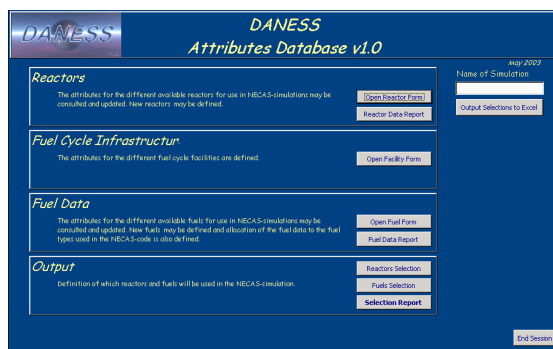 DANESS
DANESS
Attributes Database v1.0
May 2003
Name of Simulation
Output Selections to Excel
Reactors
The attributes for the different available reactors for use in NECAS-simulations may be
consulted and updated. New reactors may be defined.
Open Reactor Form
Reactor Data Report
Fuel Cycle Infrastructur
The attributes for the different fuel cycle facilities are defined.
Open Facility Form
Fuel Data
The attributes for the different available fuels for use in NECAS-simulations may be
consulted and updated. New fuels may be defined and allocation of the fuel data to the fuel
types used in the NECAS-code is also defined.
Open Fuel Form
Fuel Data Report
Output
Definition of which reactors and fuels will be used in the NECAS-simulation.
Reactors Selection
Fuels Selection
Selection Report
End Session